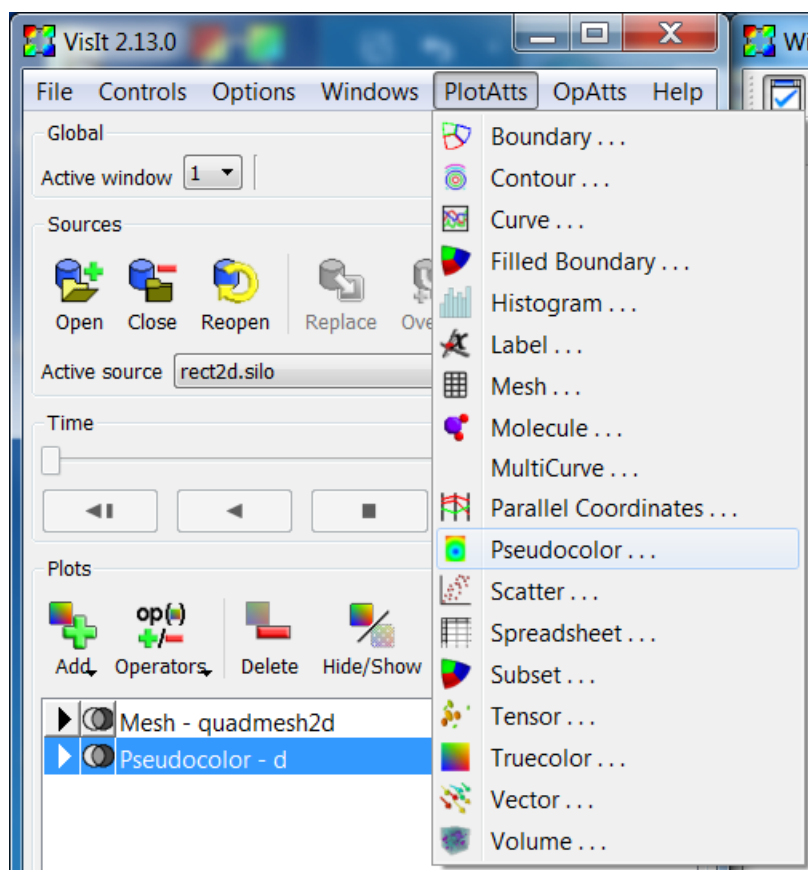 VisIt 2.13.0
Wi
File Controls Options Windows PlotAtts OpAtts Help
Global
Active window 1
Sources
Open Close Reopen Replace Ove
Active source rect2d.silo
Time
Plots
op(=)
+/-
Add Operators Delete Hide/Show
Mesh - quadmesh2d
Pseudocolor - d
Boundary . . .
Contour . . .
Curve . . .
Filled Boundary . . .
Histogram . . .
Label . . .
Mesh . . .
Molecule . . .
MultiCurve . . .
Parallel Coordinates . . .
Pseudocolor . . .
Scatter . . .
Spreadsheet . . .
Subset . . .
Tensor . . .
Truecolor . . .
Vector . . .
Volume . . .